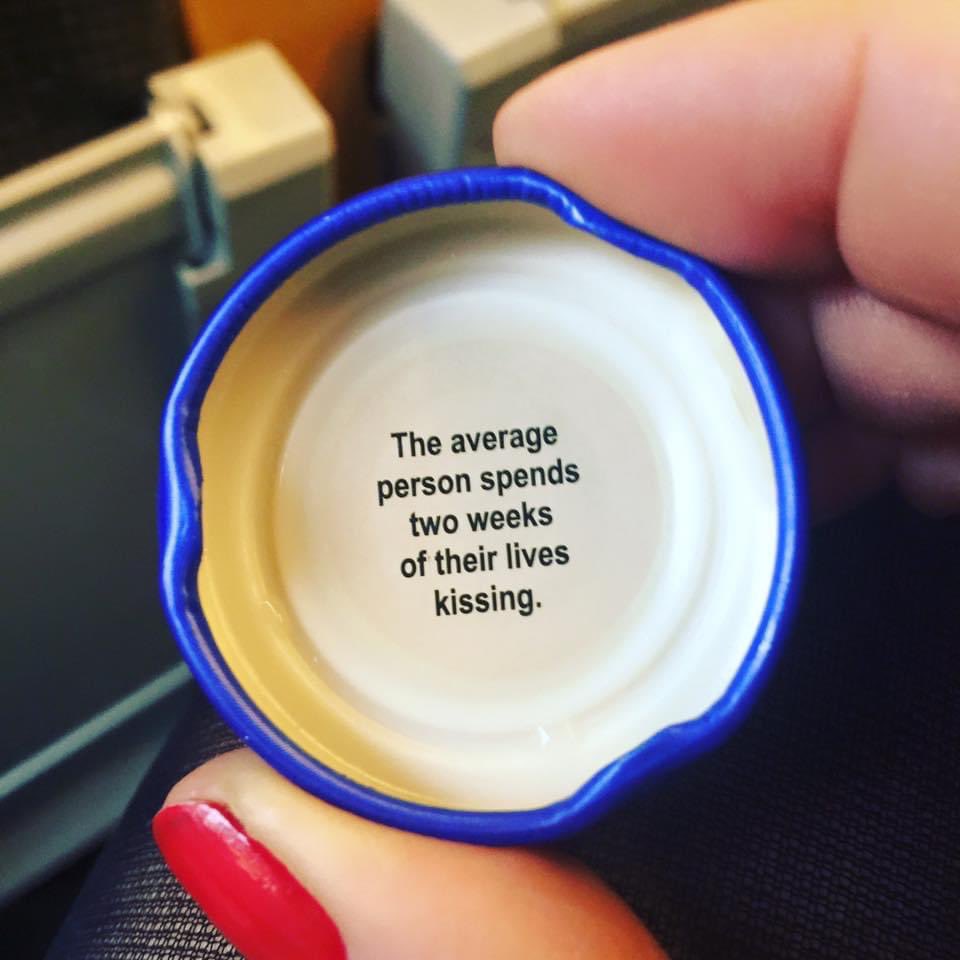 The average
person spends
two weeks
of their lives
kissing.